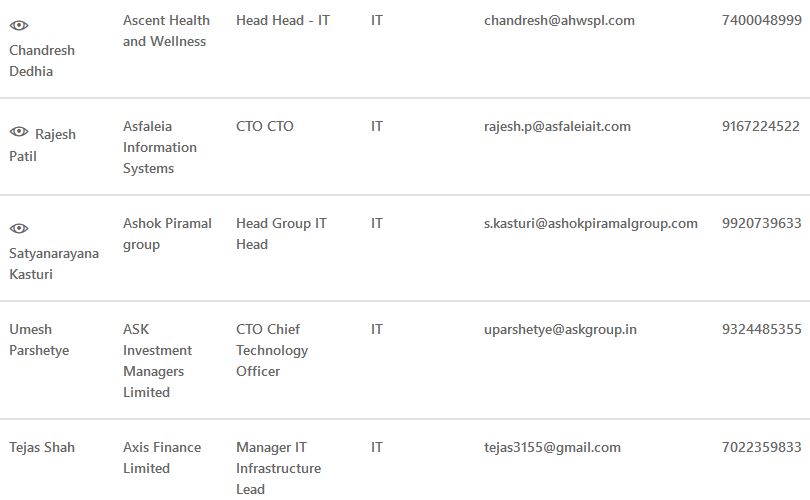 Chandresh Dedhia Ascent Health and Wellness Head Head - IT IT chandresh@ahwspl.com 7400048999
Rajesh Patil Asfaleia Information Systems CTO CTO IT rajesh.p@asfaleiait.com 9167224522
Satyanarayana Kasturi Ashok Piramal group Head Group IT Head IT s.kasturi@ashokpiramalgroup.com 9920739633
Umesh Parshetye ASK Investment Managers Limited CTO Chief Technology Officer IT uparshetye@askgroup.in 9324485355
Tejas Shah Axis Finance Limited Manager IT Infrastructure Lead IT tejas3155@gmail.com 7022359833